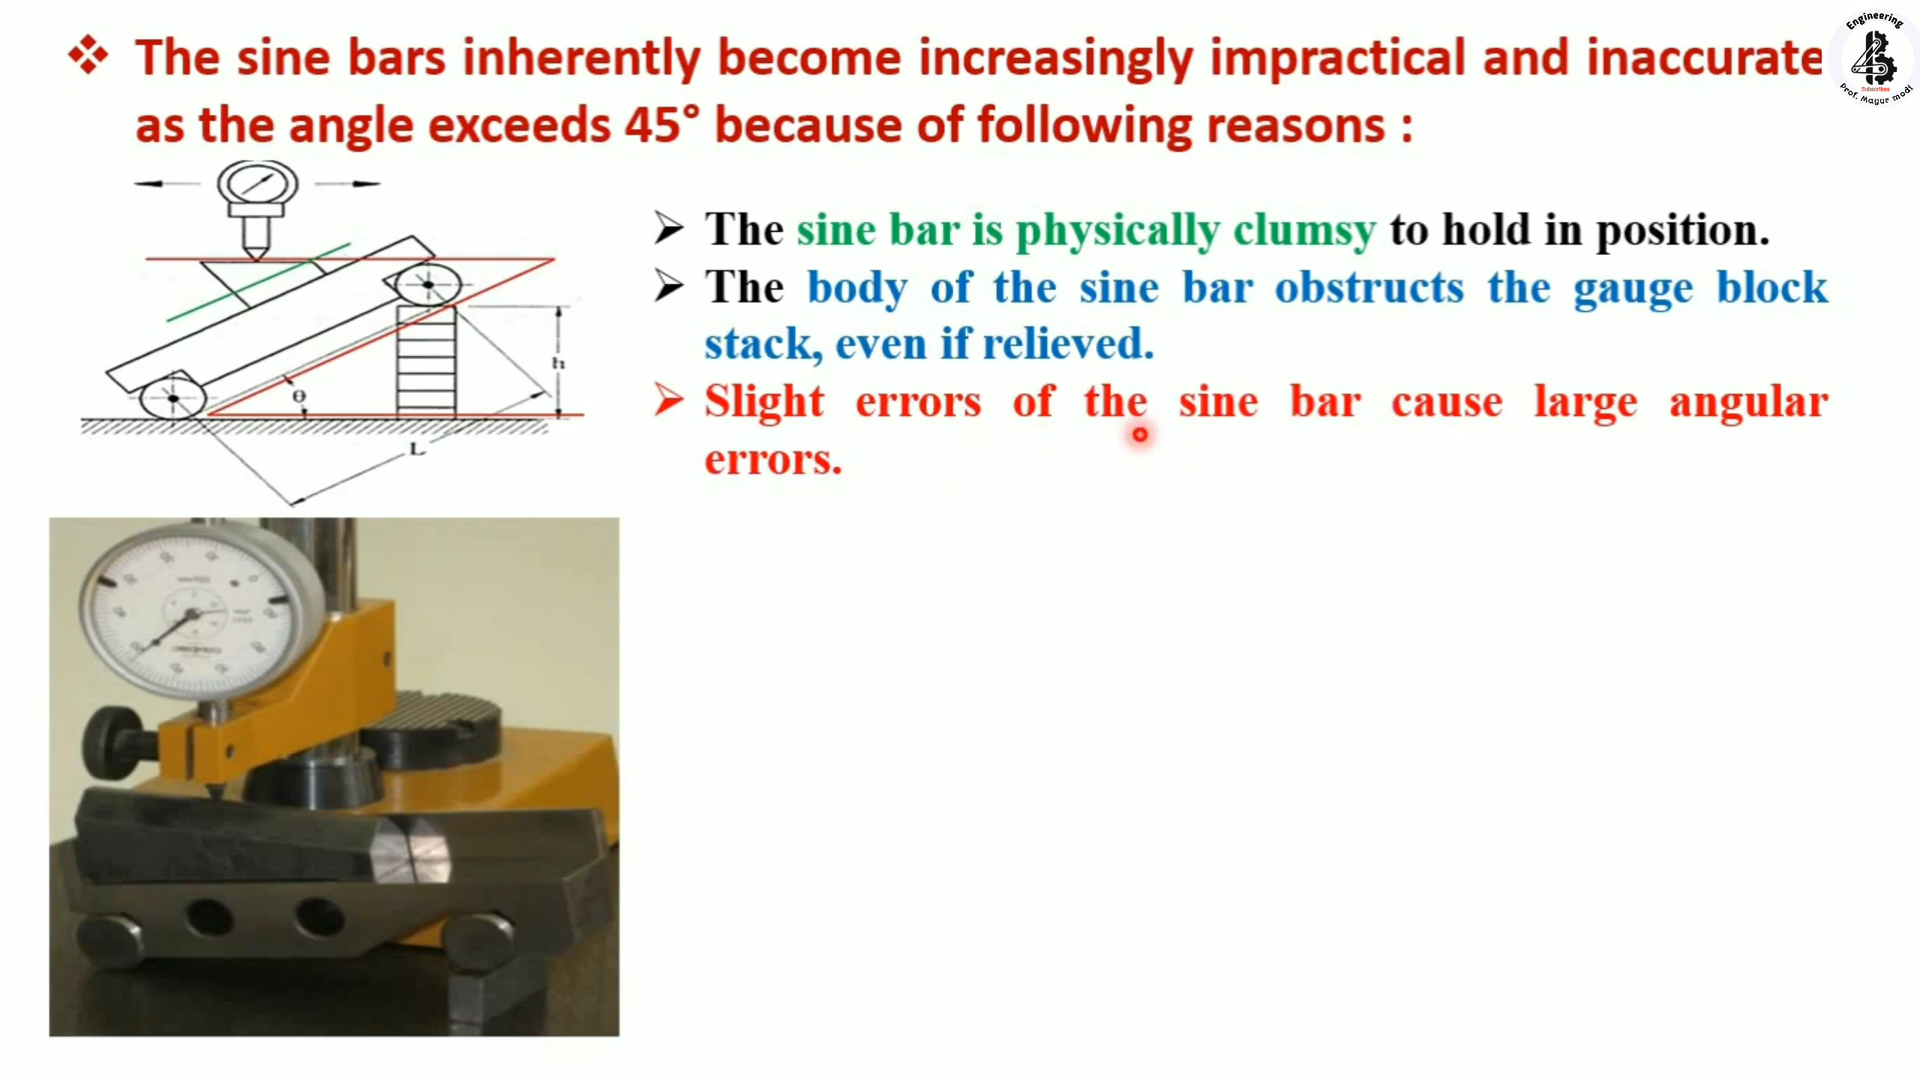 ❖ The sine bars inherently become increasingly impractical and inaccurate
as the angle exceeds 45° because of following reasons :
Engineering
Subscribes
Prof. Mayur modi
➢ The sine bar is physically clumsy to hold in position.
➢ The body of the sine bar obstructs the gauge block
stack, even if relieved.
➢ Slight errors of the sine bar cause large angular
errors.
h
θ
L